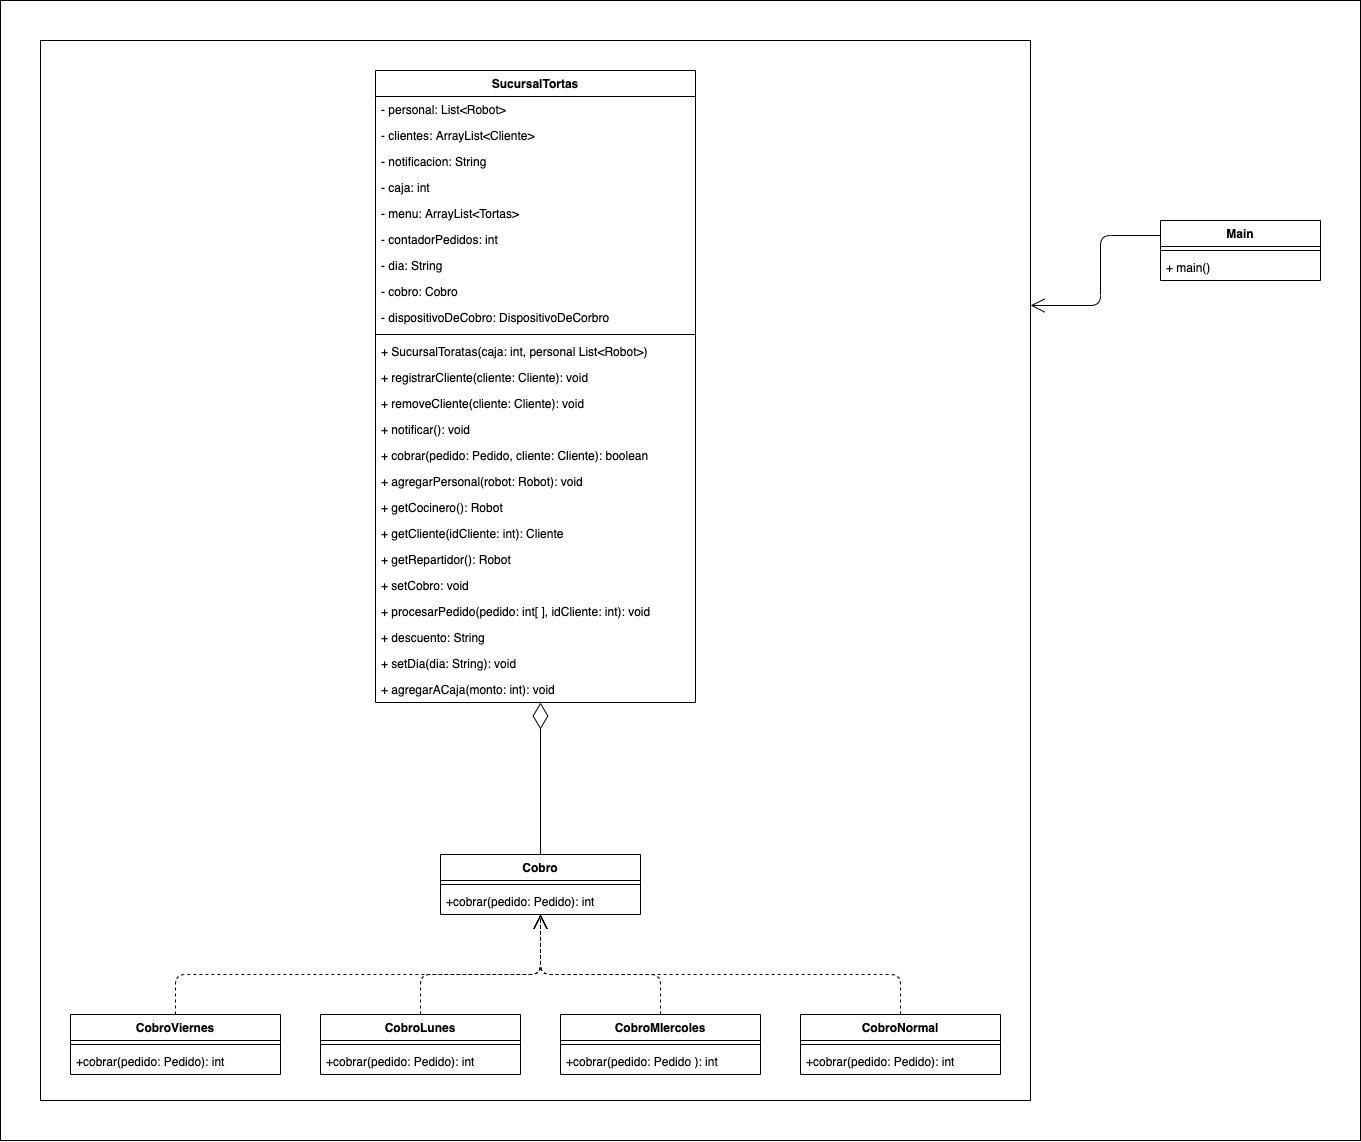 SucursalTortas
- personal: List<Robot>
- clientes: ArrayList<Cliente>
- notificacion: String
- caja: int
- menu: ArrayList<Tortas>
- contadorPedidos: int
- dia: String
- cobro: Cobro
- dispositivoDeCobro: DispositivoDeCorbro
+ SucursalToratas(caja: int, personal List<Robot>)
+ registrarCliente(cliente: Cliente): void
+ removeCliente(cliente: Cliente): void
+ notificar(): void
+ cobrar(pedido: Pedido, cliente: Cliente): boolean
+ agregarPersonal(robot: Robot): void
+ getCocinero(): Robot
+ getCliente(idCliente: int): Cliente
+ getRepartidor(): Robot
+ setCobro: void
+ procesarPedido(pedido: int[ ], idCliente: int): void
+ descuento: String
+ setDia(dia: String): void
+ agregarACaja(monto: int): void
Main
+ main()
Cobro
+cobrar(pedido: Pedido): int
CobroViernes
+cobrar(pedido: Pedido): int
CobroLunes
+cobrar(pedido: Pedido): int
CobroMIercoles
+cobrar(pedido: Pedido ): int
CobroNormal
+cobrar(pedido: Pedido): int